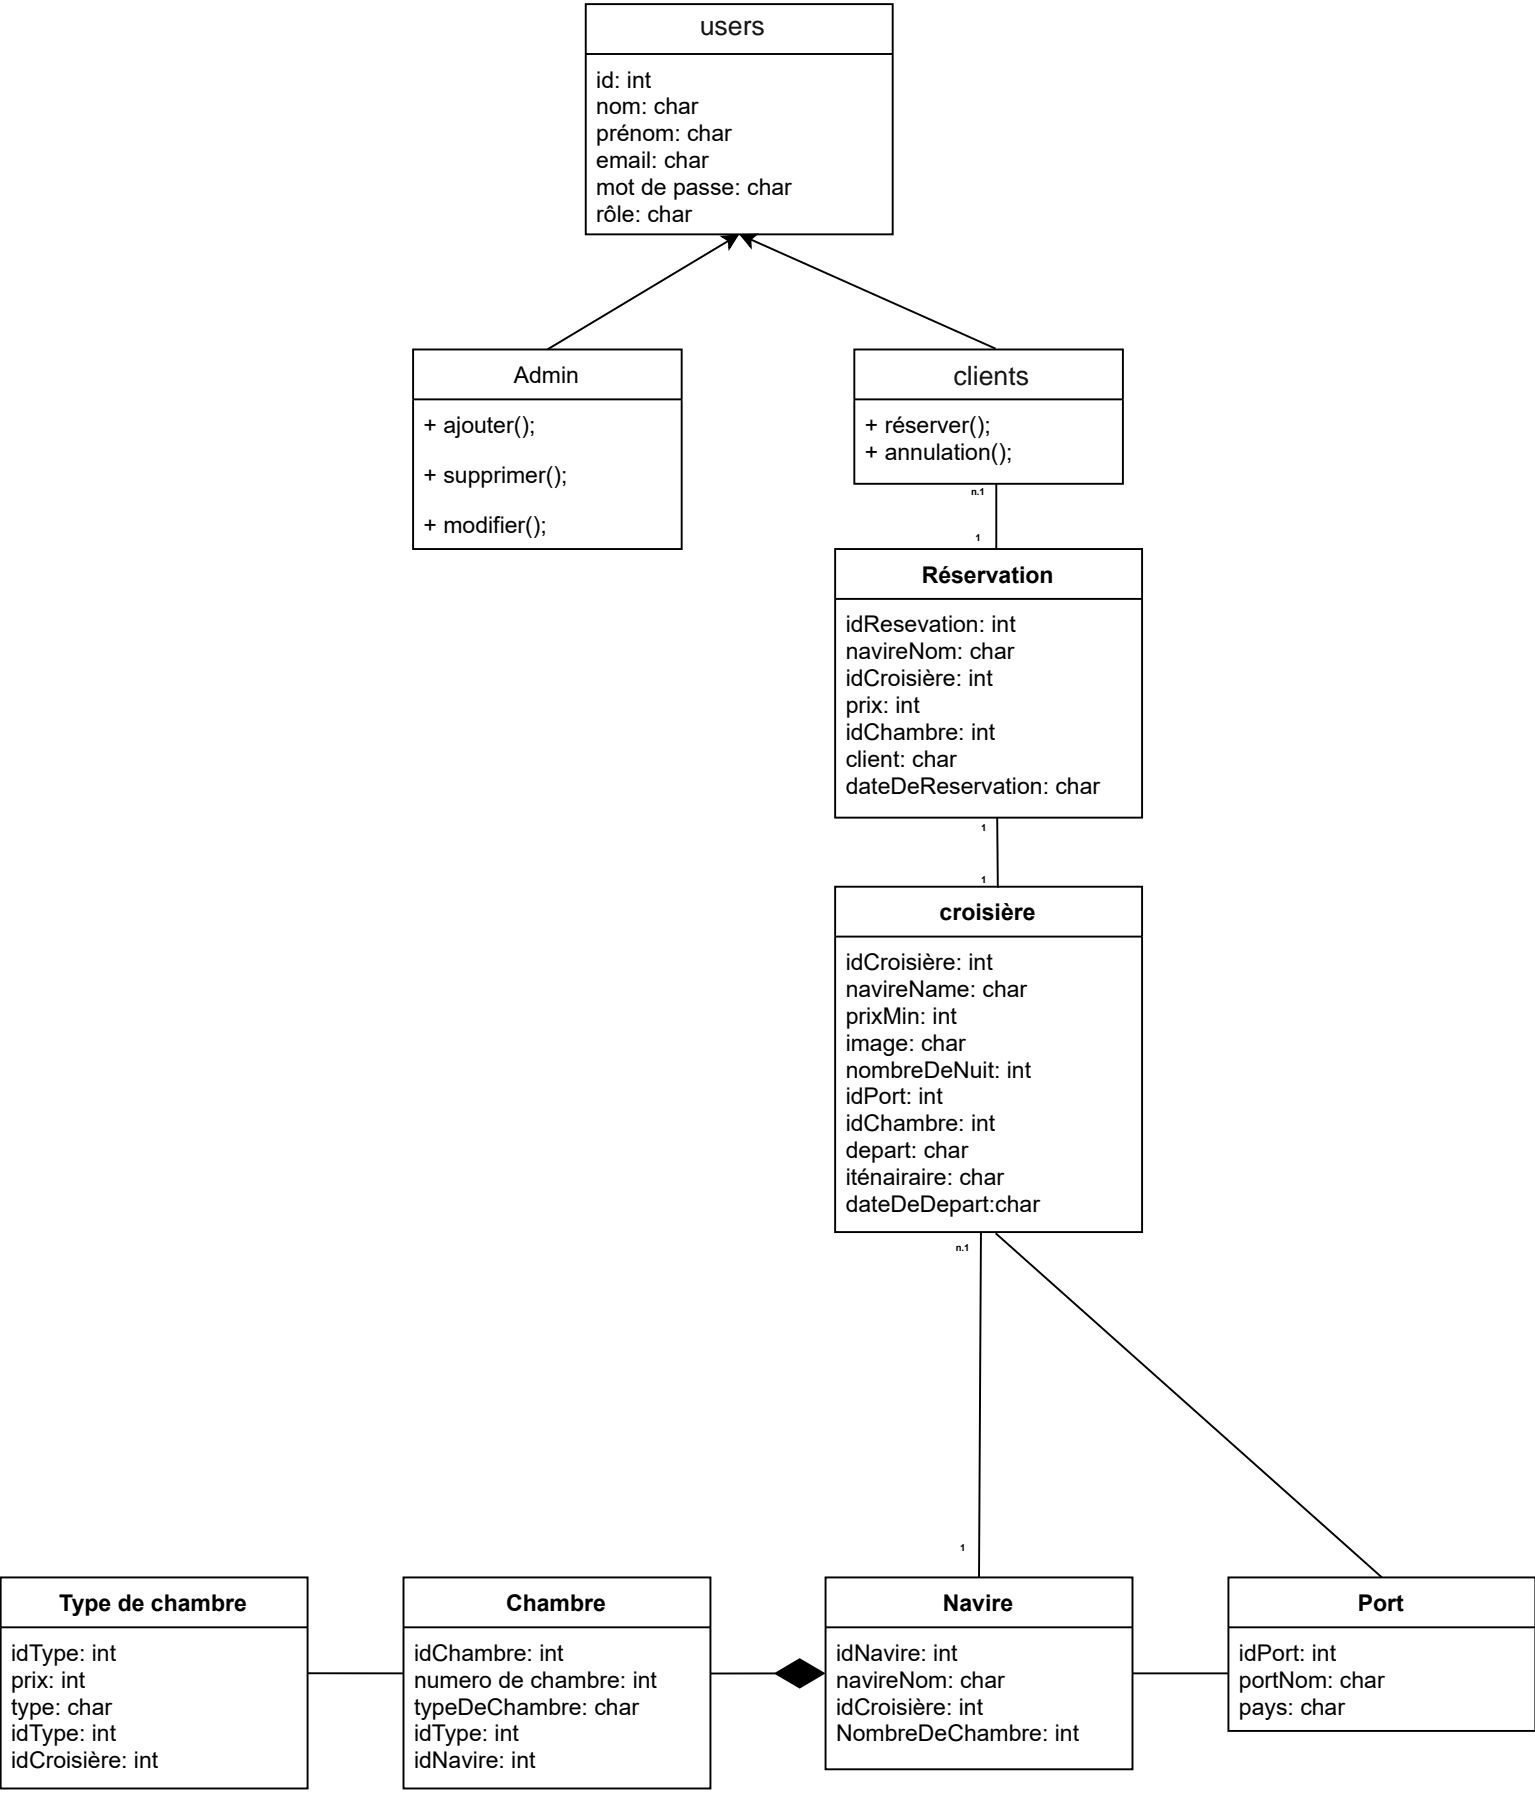 users
id: int
nom: char
prénom: char
email: char
mot de passe: char
rôle: char
Admin
+ ajouter();
+ supprimer();
+ modifier();
clients
+ réserver();
+ annulation();
n.1
1
Réservation
idResevation: int
navireNom: char
idCroisière: int
prix: int
idChambre: int
client: char
dateDeReservation: char
1
1
croisière
idCroisière: int
navireName: char
prixMin: int
image: char
nombreDeNuit: int
idPort: int
idChambre: int
depart: char
iténairaire: char
dateDeDepart:char
n.1
1
Type de chambre
idType: int
prix: int
type: char
idType: int
idCroisière: int
Chambre
idChambre: int
numero de chambre: int
typeDeChambre: char
idType: int
idNavire: int
Navire
idNavire: int
navireNom: char
idCroisière: int
NombreDeChambre: int
Port
idPort: int
portNom: char
pays: char